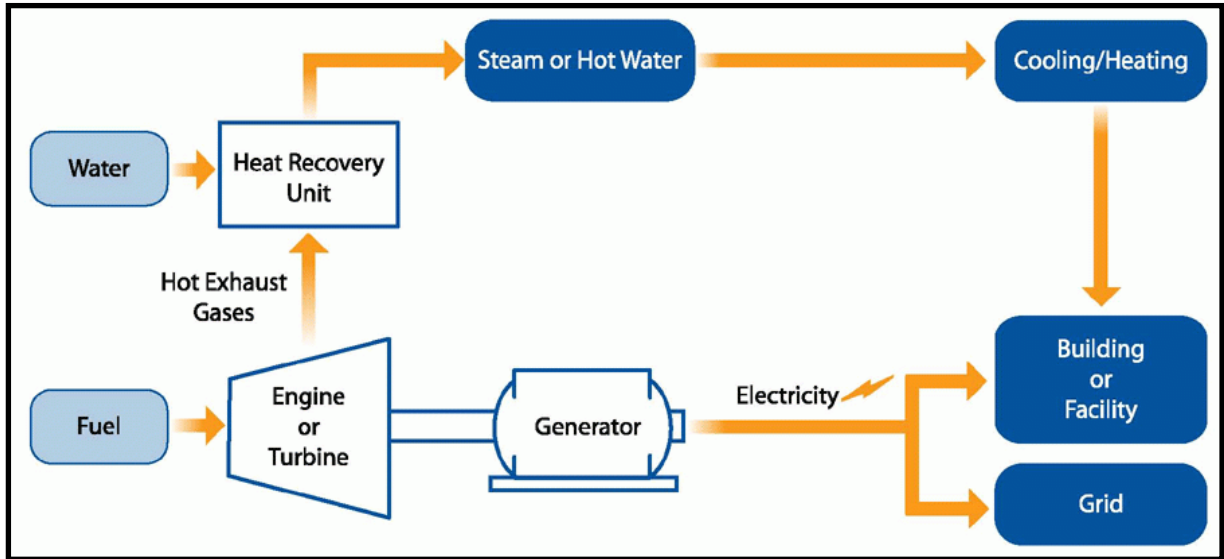 Steam or Hot Water
Cooling/Heating
Water
Heat Recovery
Unit
Hot Exhaust
Gases
Fuel
Engine
or
Turbine
Generator
Electricity
Building
or
Facility
Grid